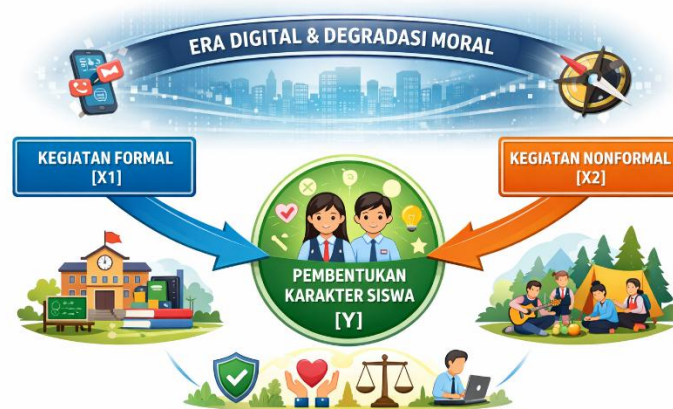 ERA DIGITAL & DEGRADASI MORAL
KEGIATAN FORMAL
[X1]
KEGIATAN NONFORMAL
[X2]
PEMBENTUKAN
KARAKTER SISWA
[Y]